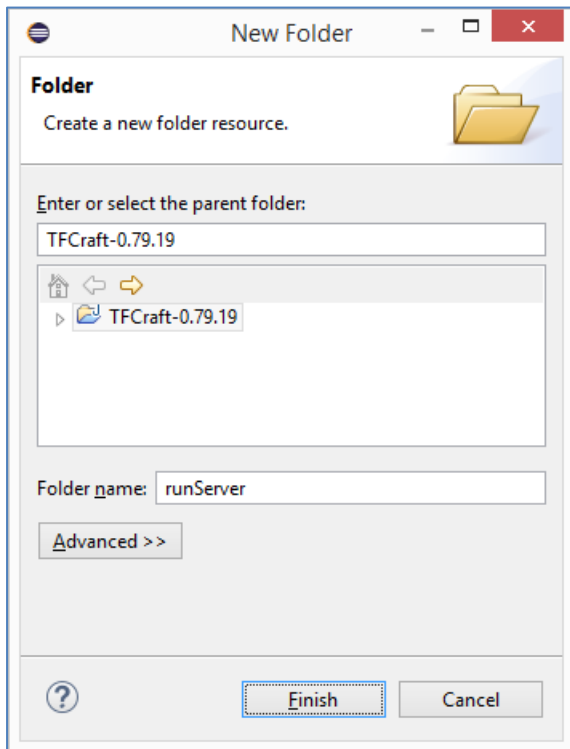 New Folder
Folder
Create a new folder resource.
Enter or select the parent folder:
TFCraft-0.79.19
TFCraft-0.79.19
Folder name: runServer
Advanced >>
Finish Cancel